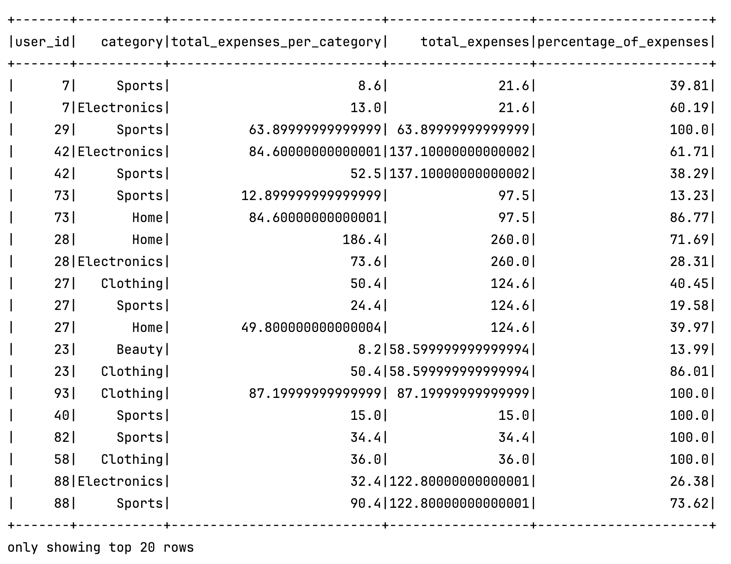 +-------+-----------+---------------------------+------------------+----------------------+
|user_id|   category|total_expenses_per_category|    total_expenses|percentage_of_expenses|
+-------+-----------+---------------------------+------------------+----------------------+
|      7|     Sports|                        8.6|              21.6|                 39.81|
|      7|Electronics|                       13.0|              21.6|                 60.19|
|     29|     Sports|          63.89999999999999| 63.89999999999999|                 100.0|
|     42|Electronics|          84.60000000000001|137.10000000000002|                 61.71|
|     42|     Sports|                       52.5|137.10000000000002|                 38.29|
|     73|     Sports|         12.899999999999999|              97.5|                 13.23|
|     73|       Home|          84.60000000000001|              97.5|                 86.77|
|     28|       Home|                      186.4|             260.0|                 71.69|
|     28|Electronics|                       73.6|             260.0|                 28.31|
|     27|   Clothing|                       50.4|             124.6|                 40.45|
|     27|     Sports|                       24.4|             124.6|                 19.58|
|     27|       Home|         49.800000000000004|             124.6|                 39.97|
|     23|     Beauty|                        8.2|58.599999999999994|                 13.99|
|     23|   Clothing|                       50.4|58.599999999999994|                 86.01|
|     93|   Clothing|          87.19999999999999| 87.19999999999999|                 100.0|
|     40|     Sports|                       15.0|              15.0|                 100.0|
|     82|     Sports|                       34.4|              34.4|                 100.0|
|     58|   Clothing|                       36.0|              36.0|                 100.0|
|     88|Electronics|                       32.4|122.80000000000001|                 26.38|
|     88|     Sports|                       90.4|122.80000000000001|                 73.62|
+-------+-----------+---------------------------+------------------+----------------------+
only showing top 20 rows